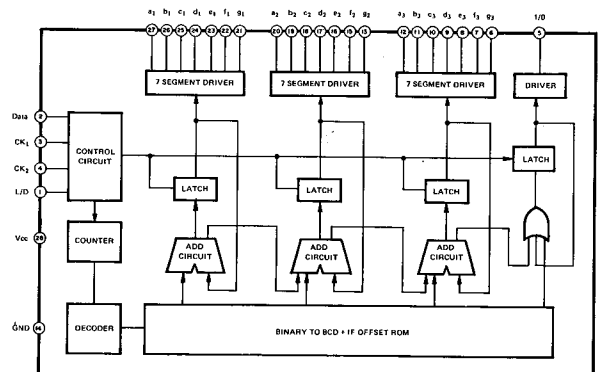 a₁ b₁ c₁ d₁ e₁ f₁ g₁ a₂ b₂ c₂ d₂ e₂ f₂ g₂ a₃ b₃ c₃ d₃ e₃ f₃ g₃ 1/D
27 26 25 24 23 22 21 20 19 18 17 16 15 13 12 11 10 9 8 7 6 5
7 SEGMENT DRIVER 7 SEGMENT DRIVER 7 SEGMENT DRIVER DRIVER
Data 2
CK₁ 3
CK₂ 4
L/D 1
CONTROL
CIRCUIT
LATCH LATCH LATCH LATCH
Vcc 28
COUNTER
ADD
CIRCUIT
ADD
CIRCUIT
ADD
CIRCUIT
GND 14
DECODER
BINARY TO BCD + IF OFFSET ROM